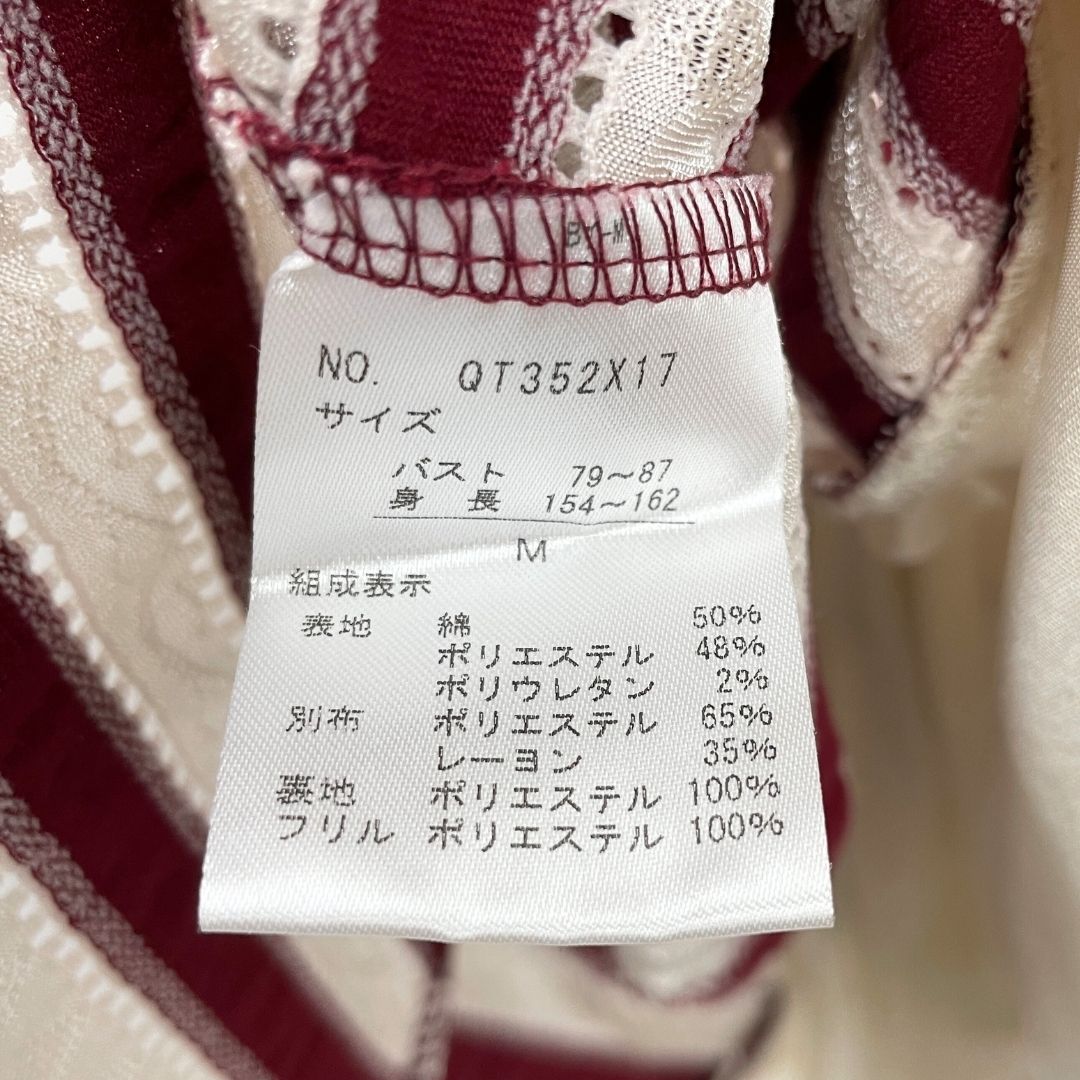 BY-M
NO. QT352X17
サイズ
バスト 79～87
身長 154～162
M
組成表示
表地 綿 50%
ポリエステル 48%
ポリウレタン 2%
別布 ポリエステル 65%
レーヨン 35%
裏地 ポリエステル 100%
フリル ポリエステル 100%